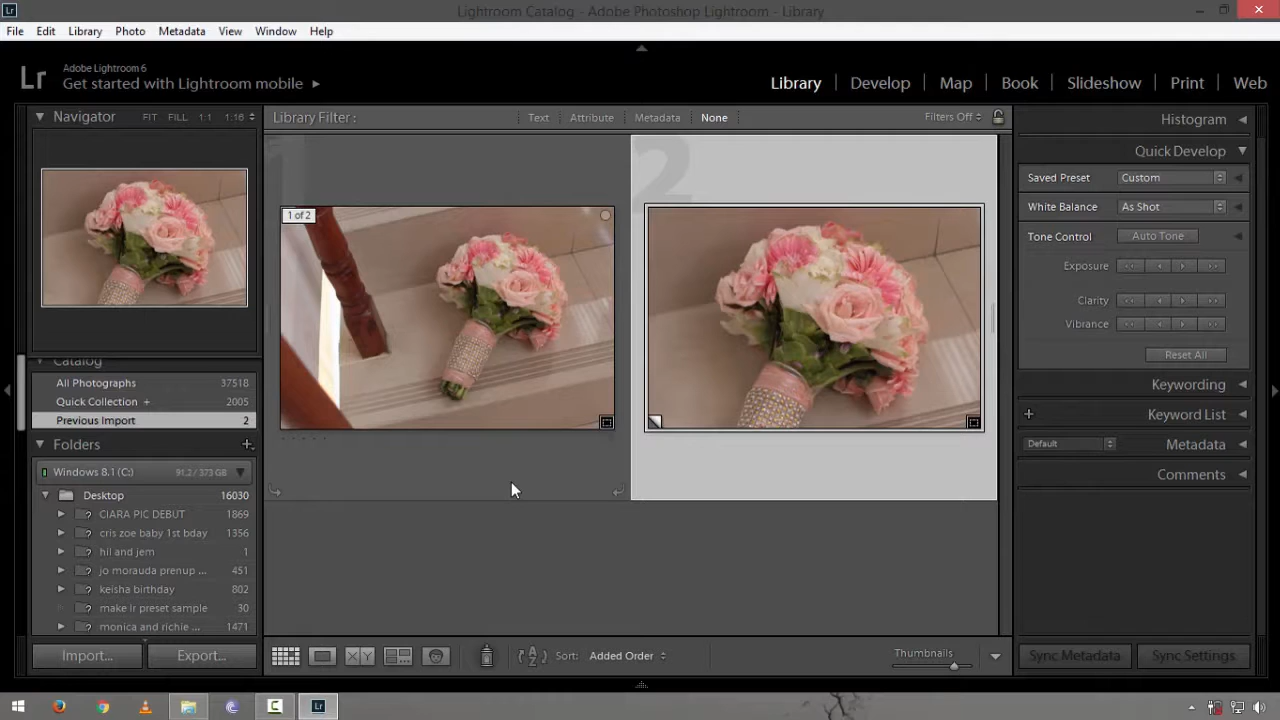 Lightroom Catalog - Adobe Photoshop Lightroom - Library
File Edit Library Photo Metadata View Window Help
Lr Adobe Lightroom 6
Get started with Lightroom mobile
Library | Develop | Map | Book | Slideshow | Print | Web
Navigator FIT FILL 1:1 1:16
Library Filter : Text Attribute Metadata None Filters Off
Histogram
Quick Develop
Saved Preset Custom
White Balance As Shot
Tone Control Auto Tone
Exposure
Clarity
Vibrance
Reset All
Keywording
Keyword List
Default Metadata
Comments
1 of 2
2
Catalog
All Photographs 37518
Quick Collection + 2005
Previous Import 2
Folders
Windows 8.1 (C:) 91.2 / 373 GB
Desktop 16030
CIARA PIC DEBUT 1869
cris zoe baby 1st bday 1356
hil and jem 1
jo morauda prenup ... 451
keisha birthday 802
make lr preset sample 30
monica and richie ... 1471
Import... Export...
Sort: Added Order
Thumbnails
Sync Metadata Sync Settings